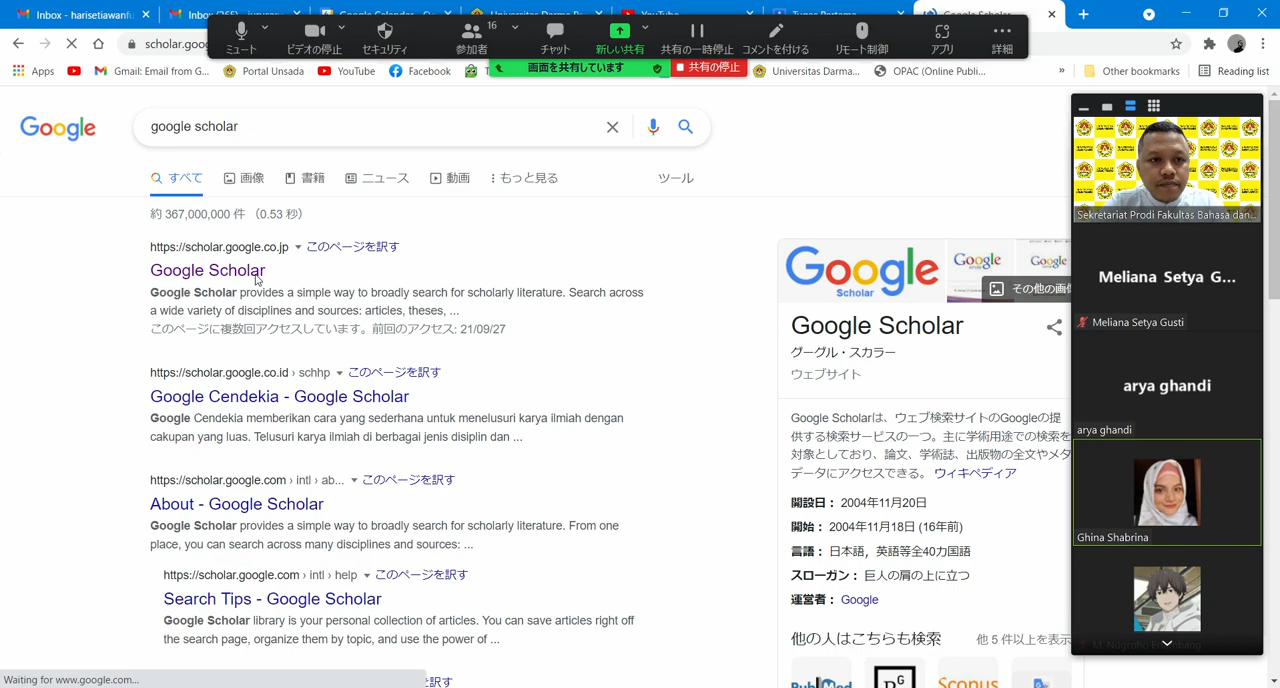 Inbox - harisetiawanfu
Inbox (265)
Google Calendar
Universitas Darma P
YouTube
Tugas Pertama
Google Scholar
scholar.goo
ミュート
ビデオの停止
セキュリティ
参加者
16
チャット
新しい共有
共有の一時停止
コメントを付ける
リモート制御
アプリ
詳細
画面を共有しています
共有の停止
Apps
Gmail: Email from G...
Portal Unsada
YouTube
Facebook
Universitas Darma...
OPAC (Online Publi...
»
Other bookmarks
Reading list
Google
google scholar
すべて
画像
書籍
ニュース
動画
もっと見る
ツール
約 367,000,000 件 （0.53 秒）
https://scholar.google.co.jp
このページを訳す
Google Scholar
Google Scholar provides a simple way to broadly search for scholarly literature. Search across
a wide variety of disciplines and sources: articles, theses, ...
このページに複数回アクセスしています。前回のアクセス: 21/09/27
https://scholar.google.co.id › schhp
このページを訳す
Google Cendekia - Google Scholar
Google Cendekia memberikan cara yang sederhana untuk menelusuri karya ilmiah dengan
cakupan yang luas. Telusuri karya ilmiah di berbagai jenis disiplin dan ...
https://scholar.google.com › intl › ab...
このページを訳す
About - Google Scholar
Google Scholar provides a simple way to broadly search for scholarly literature. From one
place, you can search across many disciplines and sources: ...
https://scholar.google.com › intl › help
このページを訳す
Search Tips - Google Scholar
Google Scholar library is your personal collection of articles. You can save articles right off
the search page, organize them by topic, and use the power of ...
Waiting for www.google.com...
を訳す
Google
Scholar
Google
Google
その他の画像
Google Scholar
グーグル・スカラー
ウェブサイト
Google Scholarは、ウェブ検索サイトのGoogleの提
供する検索サービスの一つ。主に学術用途での検索を
対象としており、論文、学術誌、出版物の全文やメタ
データにアクセスできる。 ウィキペディア
開設日： 2004年11月20日
開始： 2004年11月18日 (16年前)
言語： 日本語，英語等全40カ国語
スローガン： 巨人の肩の上に立つ
運営者： Google
他の人はこちらも検索
他 5 件以上を表示
PubMed
RG
Scopus
Sekretariat Prodi Fakultas Bahasa dan...
Meliana Setya G...
Meliana Setya Gusti
arya ghandi
arya ghandi
Ghina Shabrina